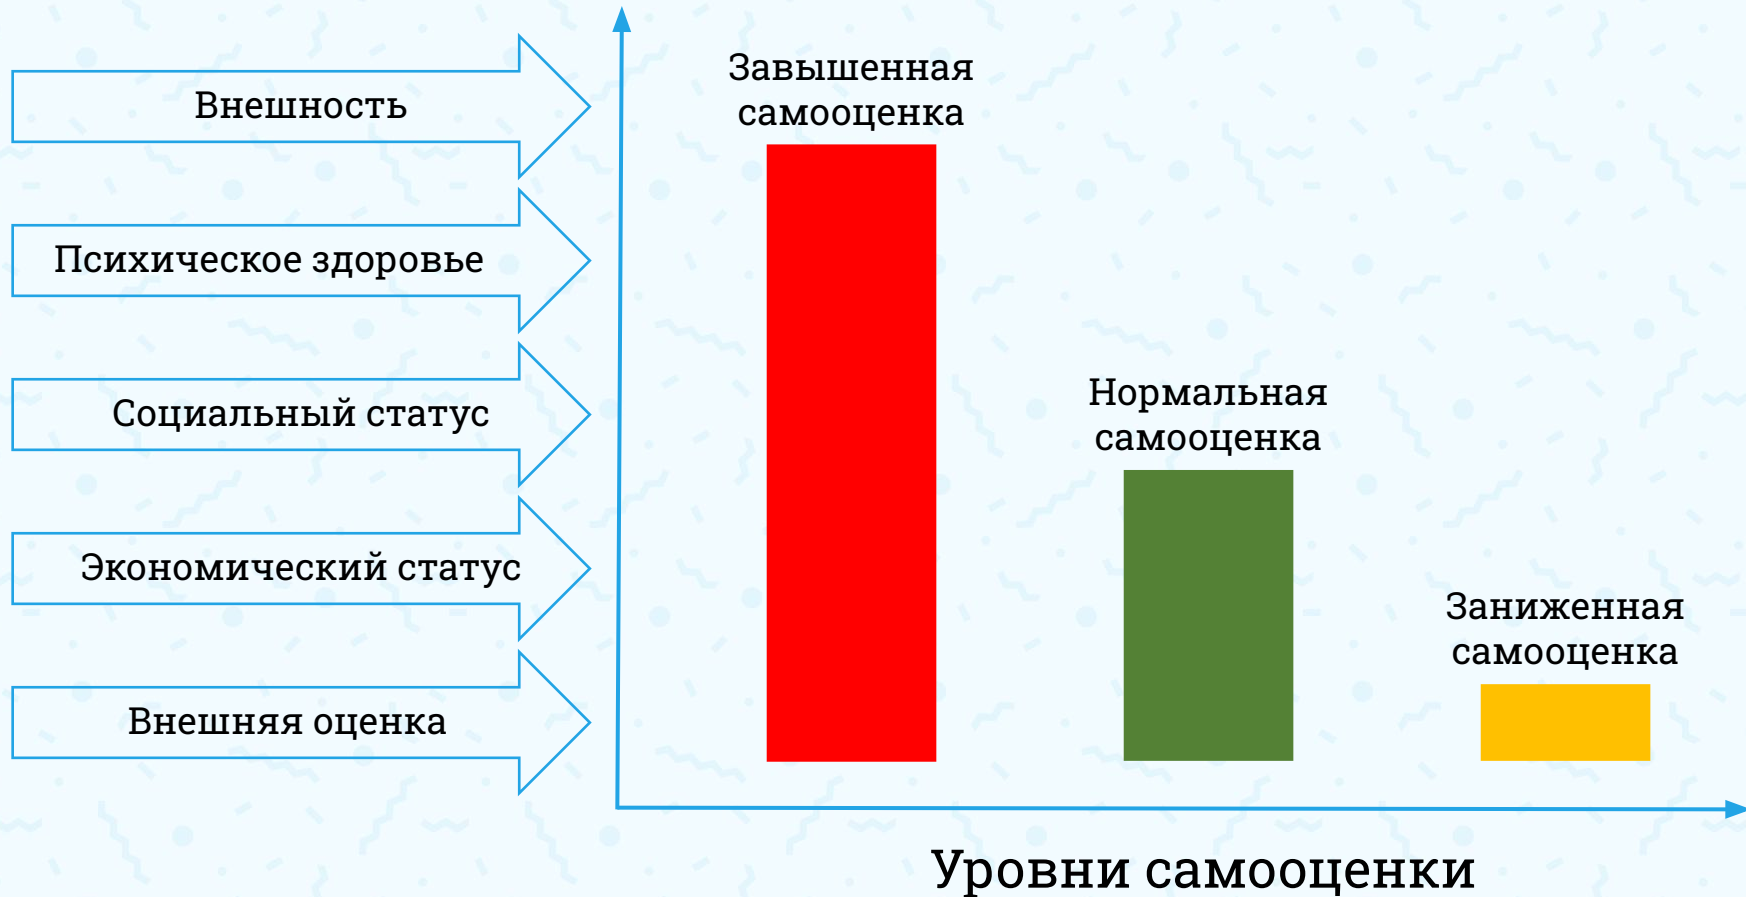 Внешность
Психическое здоровье
Социальный статус
Экономический статус
Внешняя оценка
Завышенная
самооценка
Нормальная
самооценка
Заниженная
самооценка
Уровни самооценки